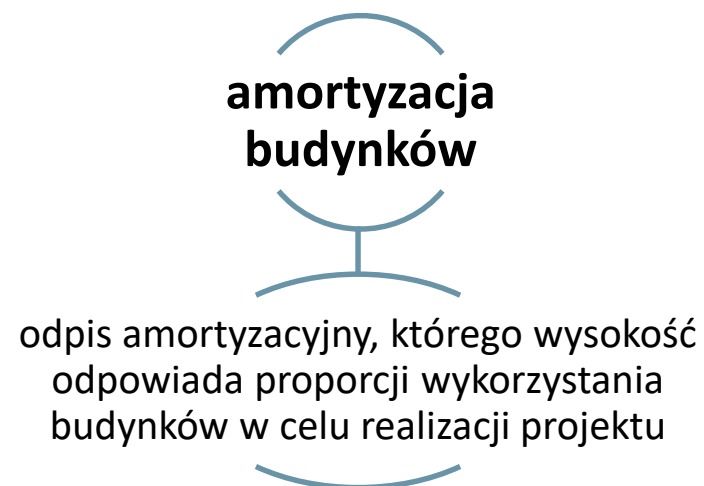 amortyzacja
budynków
odpis amortyzacyjny, którego wysokość
odpowiada proporcji wykorzystania
budynków w celu realizacji projektu